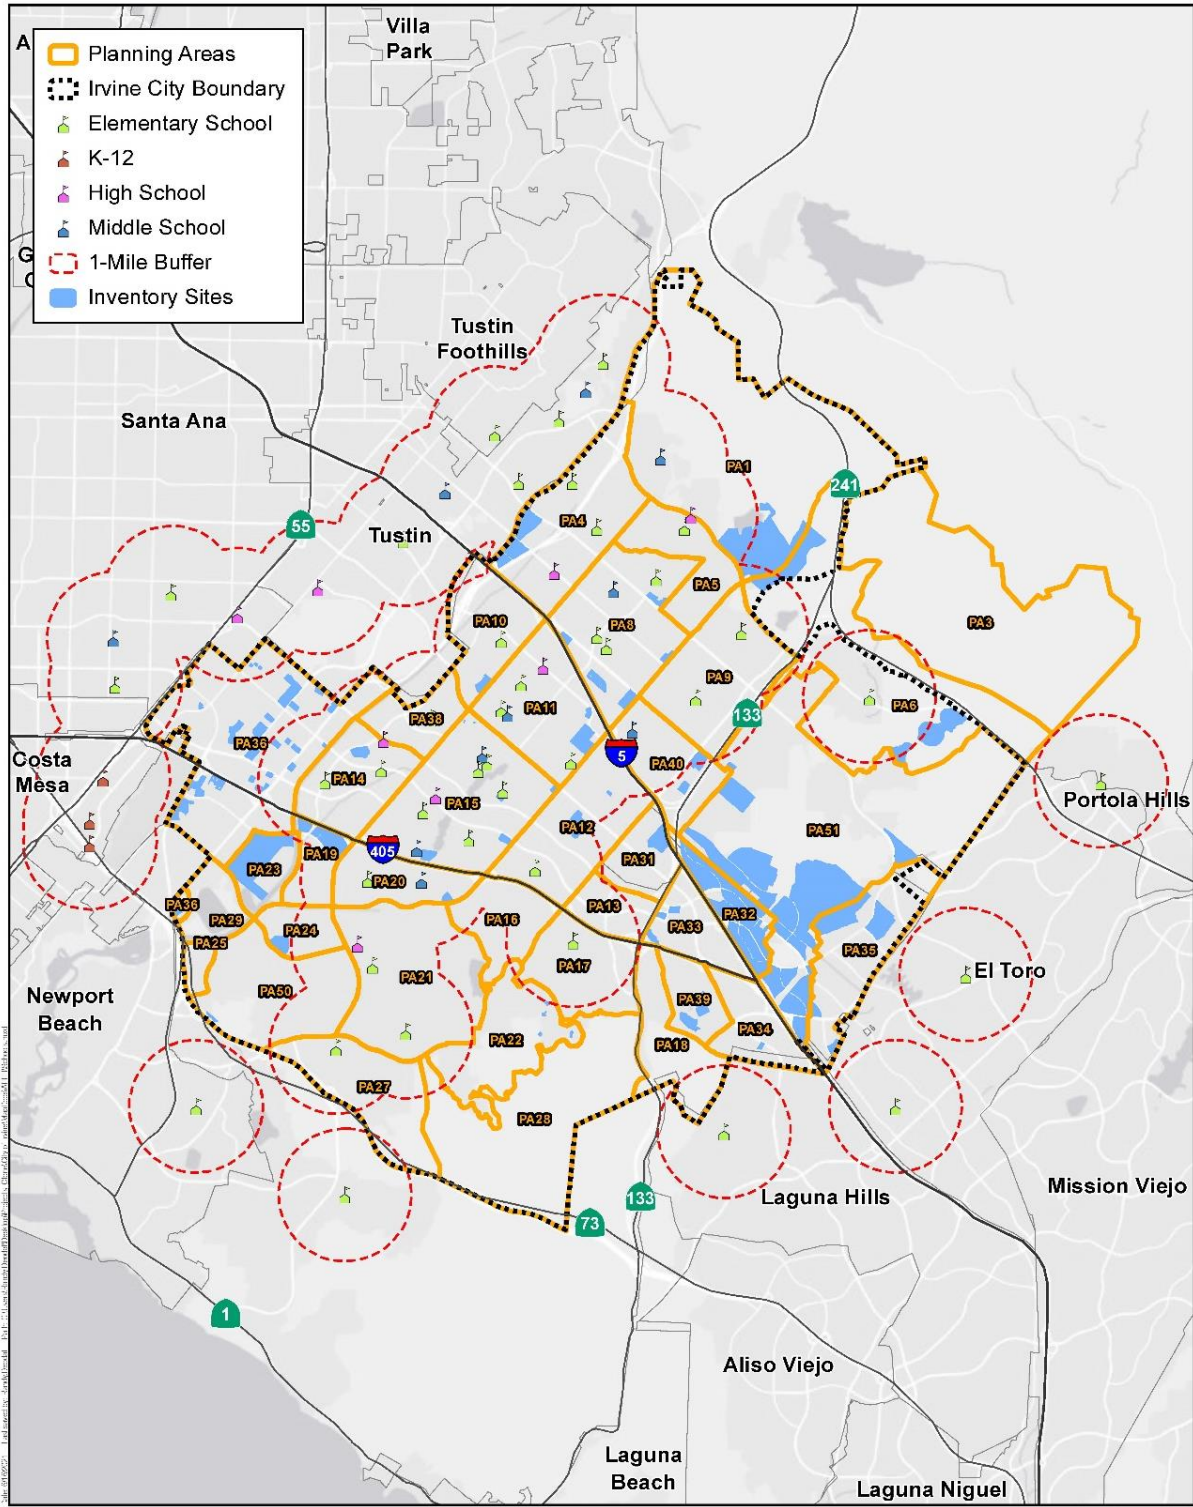 Villa
Park
A
Planning Areas
Irvine City Boundary
Elementary School
K-12
High School
Middle School
G
1-Mile Buffer
Inventory Sites
Tustin
Foothills
Santa Ana
PA1
241
55
PA4
Tustin
PA5
PA10
PA8
PA3
PA9
PA6
PA11
133
PA38
PA36
5
Costa
Mesa
PA40
PA14
Portola Hills
PA15
PA12
PA51
405
PA19
PA31
PA23
PA20
PA36
PA13
PA29
PA16
PA32
PA24
PA33
PA25
PA35
PA17
El Toro
PA21
PA50
Newport
Beach
PA39
PA34
PA22
PA18
PA27
PA28
Laguna Hills
Mission Viejo
133
73
1
Aliso Viejo
Laguna
Beach
Laguna Niguel